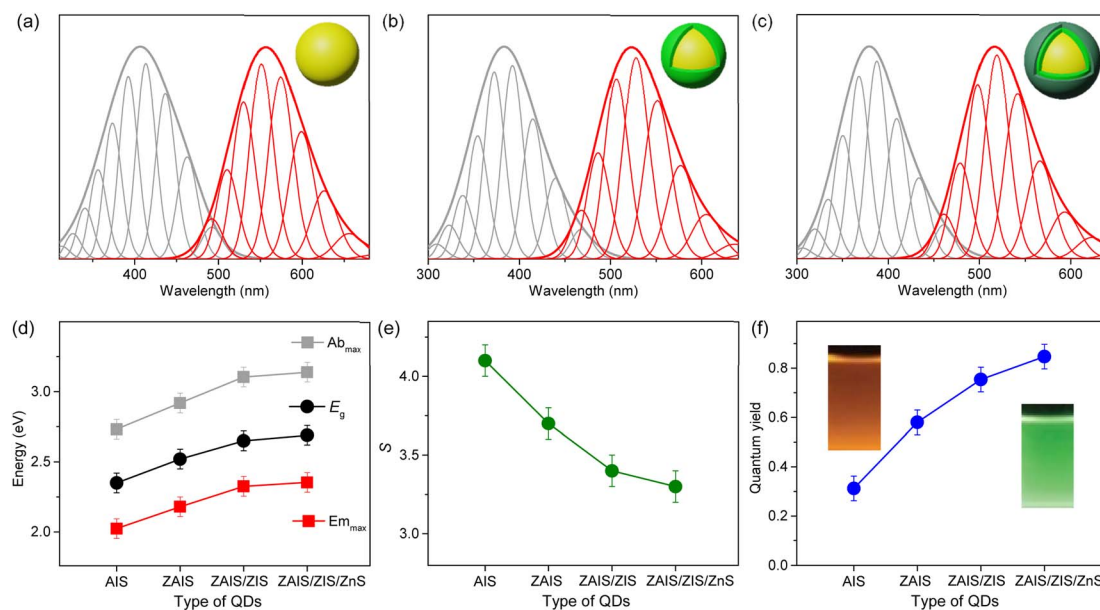 (a)
400
500
600
Wavelength (nm)
(b)
300
400
500
600
Wavelength (nm)
(c)
300
400
500
600
Wavelength (nm)
(d)
Energy (eV)
3.0
2.5
2.0
Ab_max
E_g
Em_max
AIS
ZAIS
ZAIS/ZIS
ZAIS/ZIS/ZnS
Type of QDs
(e)
S
4.0
3.5
3.0
AIS
ZAIS
ZAIS/ZIS
ZAIS/ZIS/ZnS
Type of QDs
(f)
Quantum yield
1.0
0.8
0.6
0.4
0.2
0.0
AIS
ZAIS
ZAIS/ZIS
ZAIS/ZIS/ZnS
Type of QDs